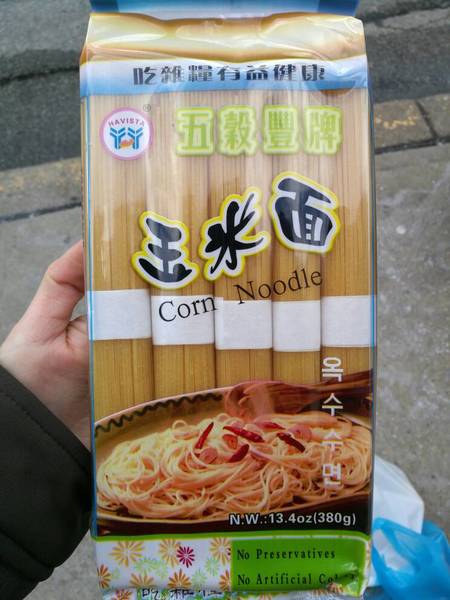 吃雜糧有益健康
HAVISTA
®
五穀豐牌
玉米面
Corn Noodle
옥수수면
N.W.:13.4oz(380g)
No Preservatives
No Artificial